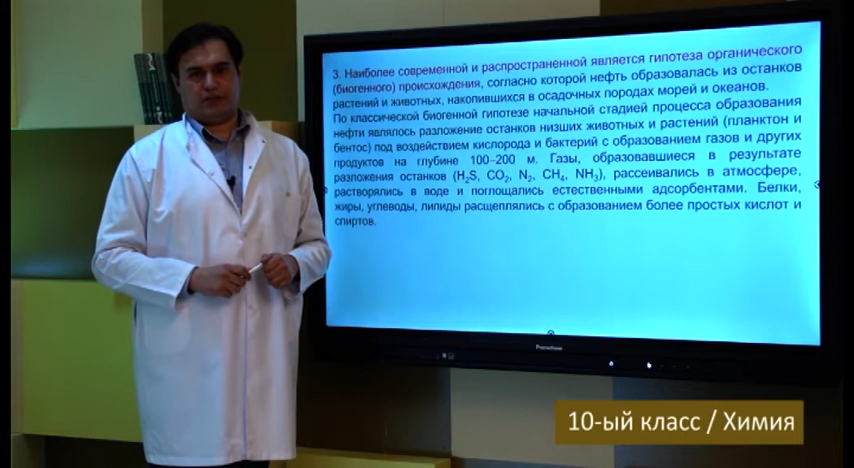 3. Наиболее современной и распространенной является гипотеза органического
(биогенного) происхождения, согласно которой нефть образовалась из останков
растений и животных, накопившихся в осадочных породах морей и океанов.
По классической биогенной гипотезе начальной стадией процесса образования
нефти являлось разложение останков низших животных и растений (планктон и
бентос) под воздействием кислорода и бактерий с образованием газов и других
продуктов на глубине 100–200 м. Газы, образовавшиеся в результате
разложения останков (H₂S, CO₂, N₂, CH₄, NH₃), рассеивались в атмосфере,
растворялись в воде и поглощались естественными адсорбентами. Белки,
жиры, углеводы, липиды расщеплялись с образованием более простых кислот и
спиртов.
Promethean
10-ый класс / Химия